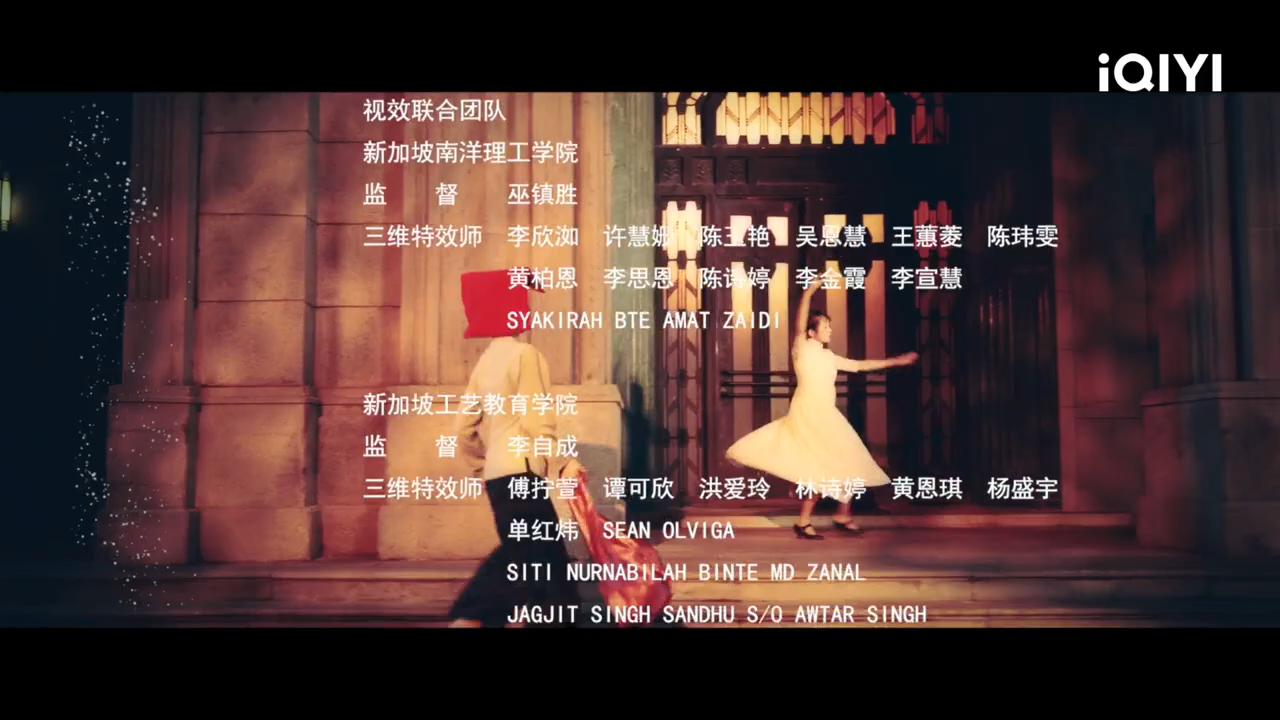 iQIYI
视效联合团队
新加坡南洋理工学院
监 督 巫镇胜
三维特效师 李欣洳 许慧姗 陈玉艳 吴恩慧 王蕙菱 陈玮雯
黄柏恩 李思恩 陈诗婷 李金霞 李宣慧
SYAKIRAH BTE AMAT ZAIDI
新加坡工艺教育学院
监 督 李自成
三维特效师 傅拧萱 谭可欣 洪爱玲 林诗婷 黄恩琪 杨盛宇
单红炜 SEAN OLVIGA
SITI NURNABILAH BINTE MD ZANAL
JAGJIT SINGH SANDHU S/O AWTAR SINGH